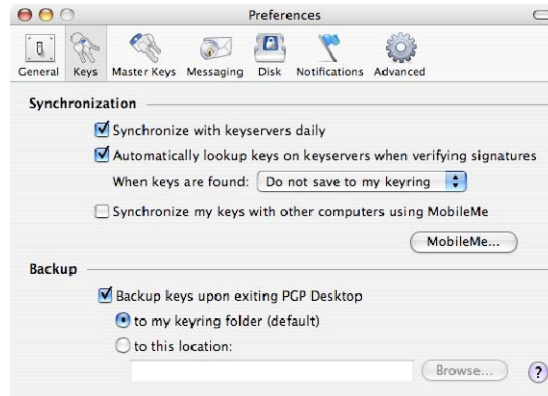 Preferences
General Keys Master Keys Messaging Disk Notifications Advanced
Synchronization
Synchronize with keyservers daily
Automatically lookup keys on keyservers when verifying signatures
When keys are found: Do not save to my keyring
Synchronize my keys with other computers using MobileMe
MobileMe...
Backup
Backup keys upon exiting PGP Desktop
to my keyring folder (default)
to this location:
Browse... ?